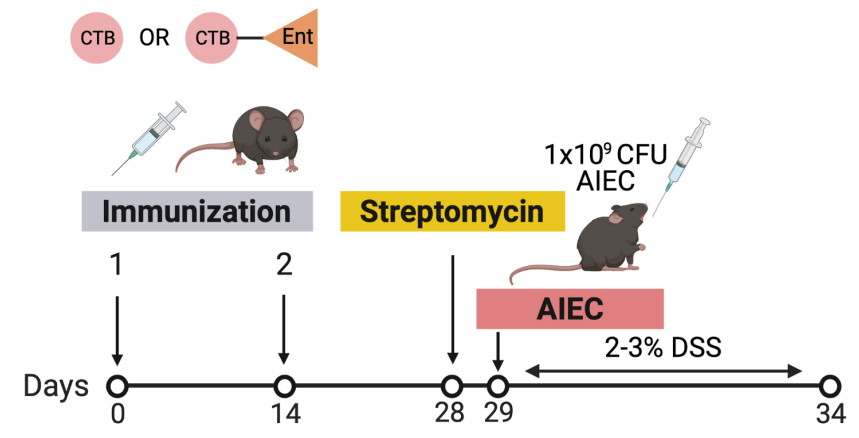 CTB OR CTB Ent
1x10⁹ CFU
AIEC
Immunization Streptomycin
1 2
AIEC
2-3% DSS
Days
0 14 28 29 34